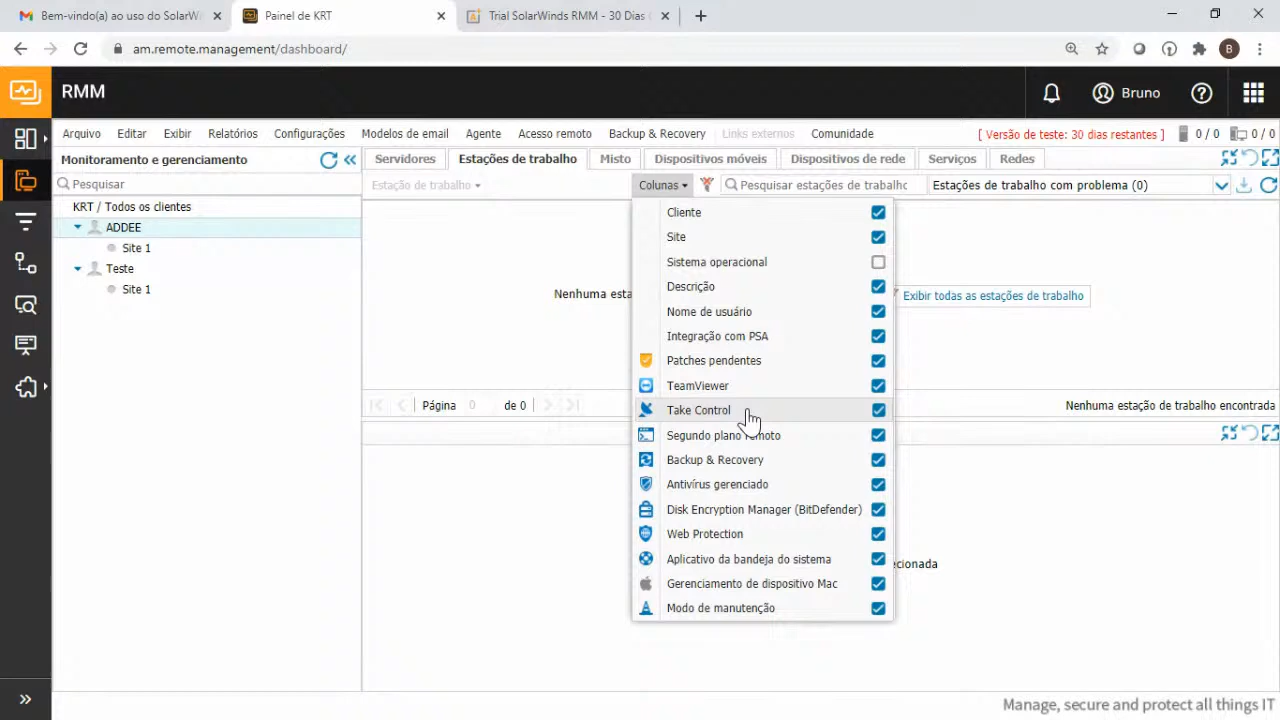 Bem-vindo(a) ao uso do SolarWi
Painel de KRT
Trial SolarWinds RMM - 30 Dias
am.remote.management/dashboard/
B
RMM
Bruno
Arquivo Editar Exibir Relatórios Configurações Modelos de email Agente Acesso remoto Backup & Recovery Links externos Comunidade [ Versão de teste: 30 dias restantes ] 0 / 0 0 / 0
Monitoramento e gerenciamento
Servidores Estações de trabalho Misto Dispositivos móveis Dispositivos de rede Serviços Redes
Pesquisar
Estação de trabalho
Colunas
Pesquisar estações de trabalho
Estações de trabalho com problema (0)
KRT / Todos os clientes
ADDEE
Site 1
Teste
Site 1
Cliente
Site
Sistema operacional
Descrição
Nome de usuário
Integração com PSA
Patches pendentes
TeamViewer
Take Control
Segundo plano remoto
Backup & Recovery
Antivírus gerenciado
Disk Encryption Manager (BitDefender)
Web Protection
Aplicativo da bandeja do sistema
Gerenciamento de dispositivo Mac
Modo de manutenção
Nenhuma esta
Exibir todas as estações de trabalho
Página 0 de 0
Nenhuma estação de trabalho encontrada
ecionada
Manage, secure and protect all things IT